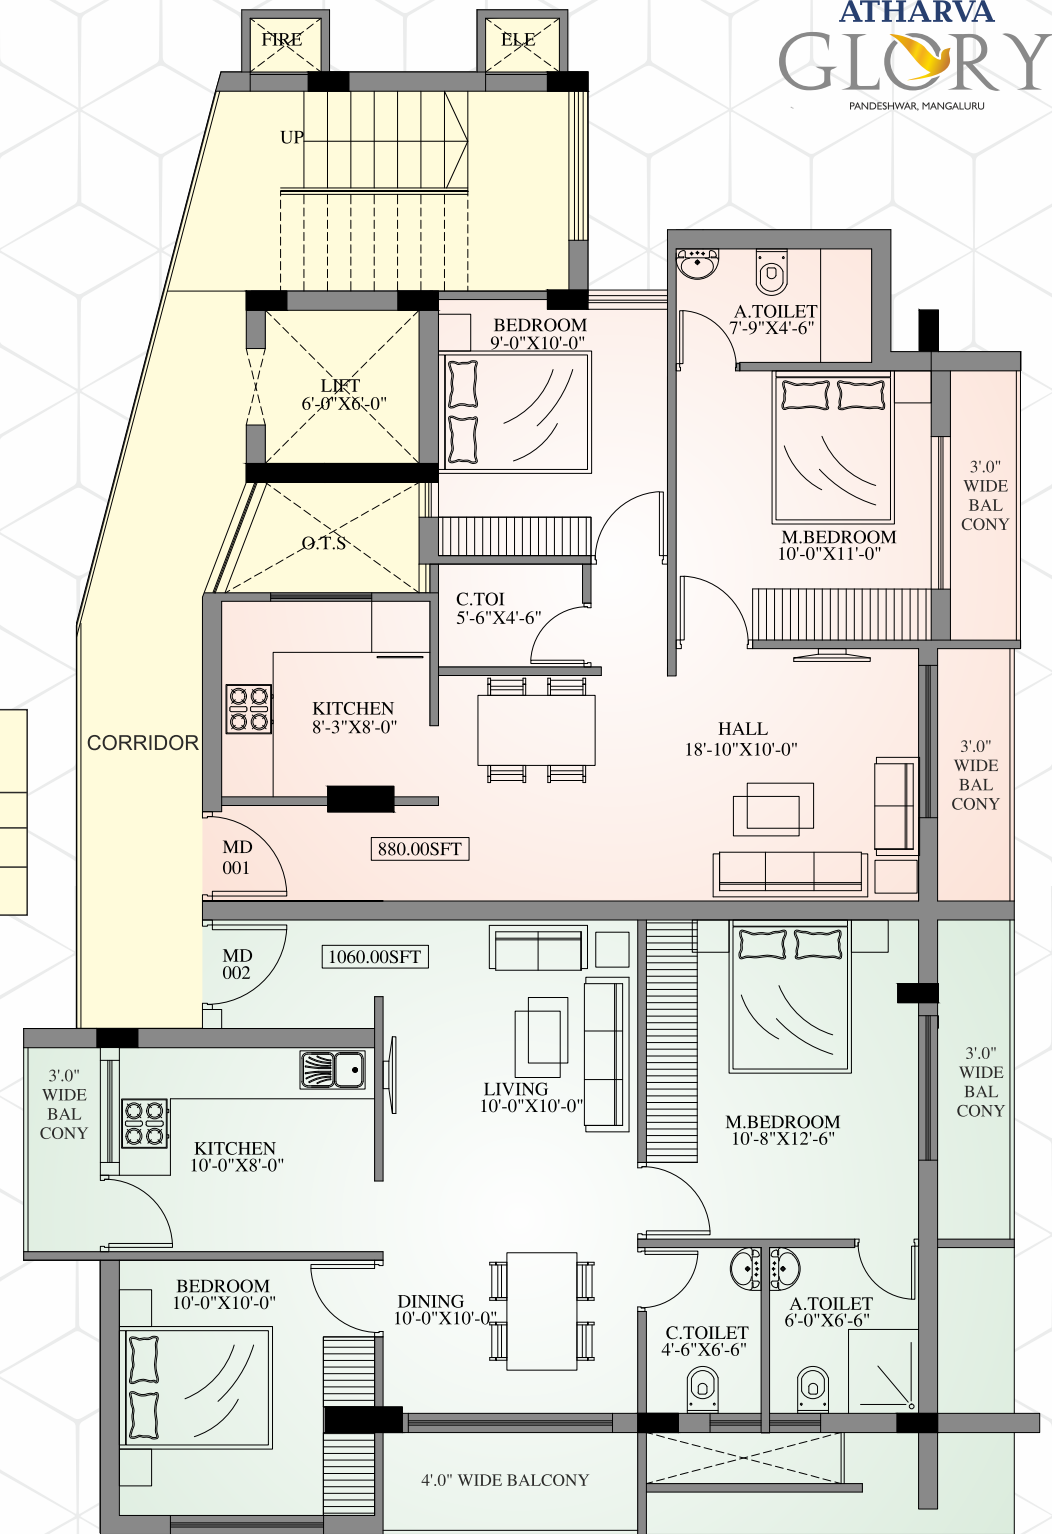 ATHARVA
GLORY
PANDESHWAR, MANGALURU
FIRE
ELE
UP
A.TOILET
7'-9"X4'-6"
BEDROOM
9'-0"X10'-0"
LIFT
6'-0"X6'-0"
3'.0"
WIDE
BAL
CONY
M.BEDROOM
10'-0"X11'-0"
O.T.S
C.TOI
5'-6"X4'-6"
KITCHEN
8'-3"X8'-0"
HALL
18'-10"X10'-0"
CORRIDOR
3'.0"
WIDE
BAL
CONY
MD
001
880.00SFT
MD
002
1060.00SFT
3'.0"
WIDE
BAL
CONY
LIVING
10'-0"X10'-0"
3'.0"
WIDE
BAL
CONY
M.BEDROOM
10'-8"X12'-6"
KITCHEN
10'-0"X8'-0"
BEDROOM
10'-0"X10'-0"
DINING
10'-0"X10'-0"
A.TOILET
6'-0"X6'-6"
C.TOILET
4'-6"X6'-6"
4'.0" WIDE BALCONY